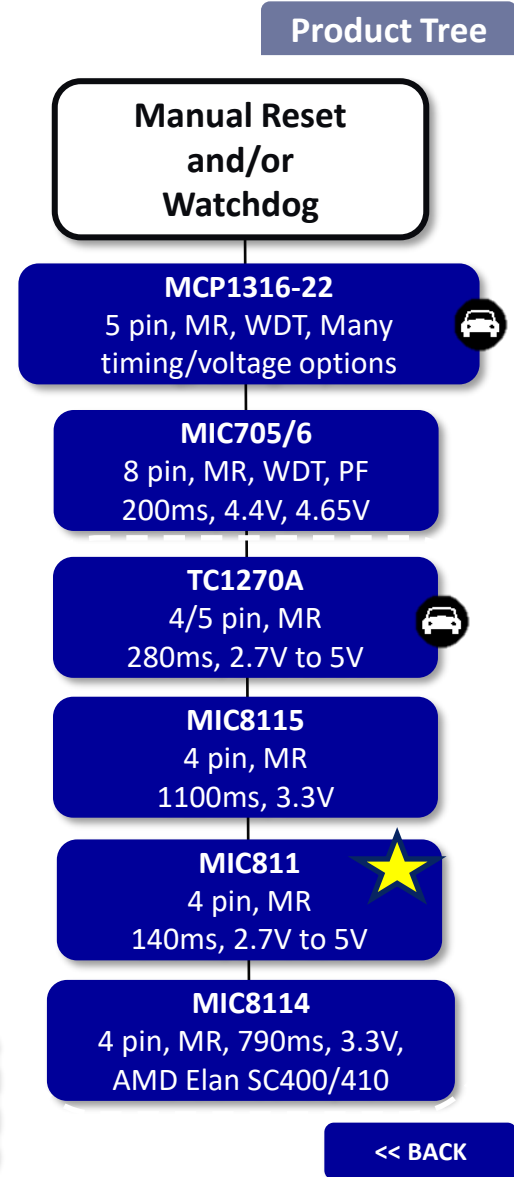 Product Tree
Manual Reset
and/or
Watchdog
MCP1316-22
5 pin, MR, WDT, Many
timing/voltage options
MIC705/6
8 pin, MR, WDT, PF
200ms, 4.4V, 4.65V
TC1270A
4/5 pin, MR
280ms, 2.7V to 5V
MIC8115
4 pin, MR
1100ms, 3.3V
MIC811
4 pin, MR
140ms, 2.7V to 5V
MIC8114
4 pin, MR, 790ms, 3.3V,
AMD Elan SC400/410
<< BACK